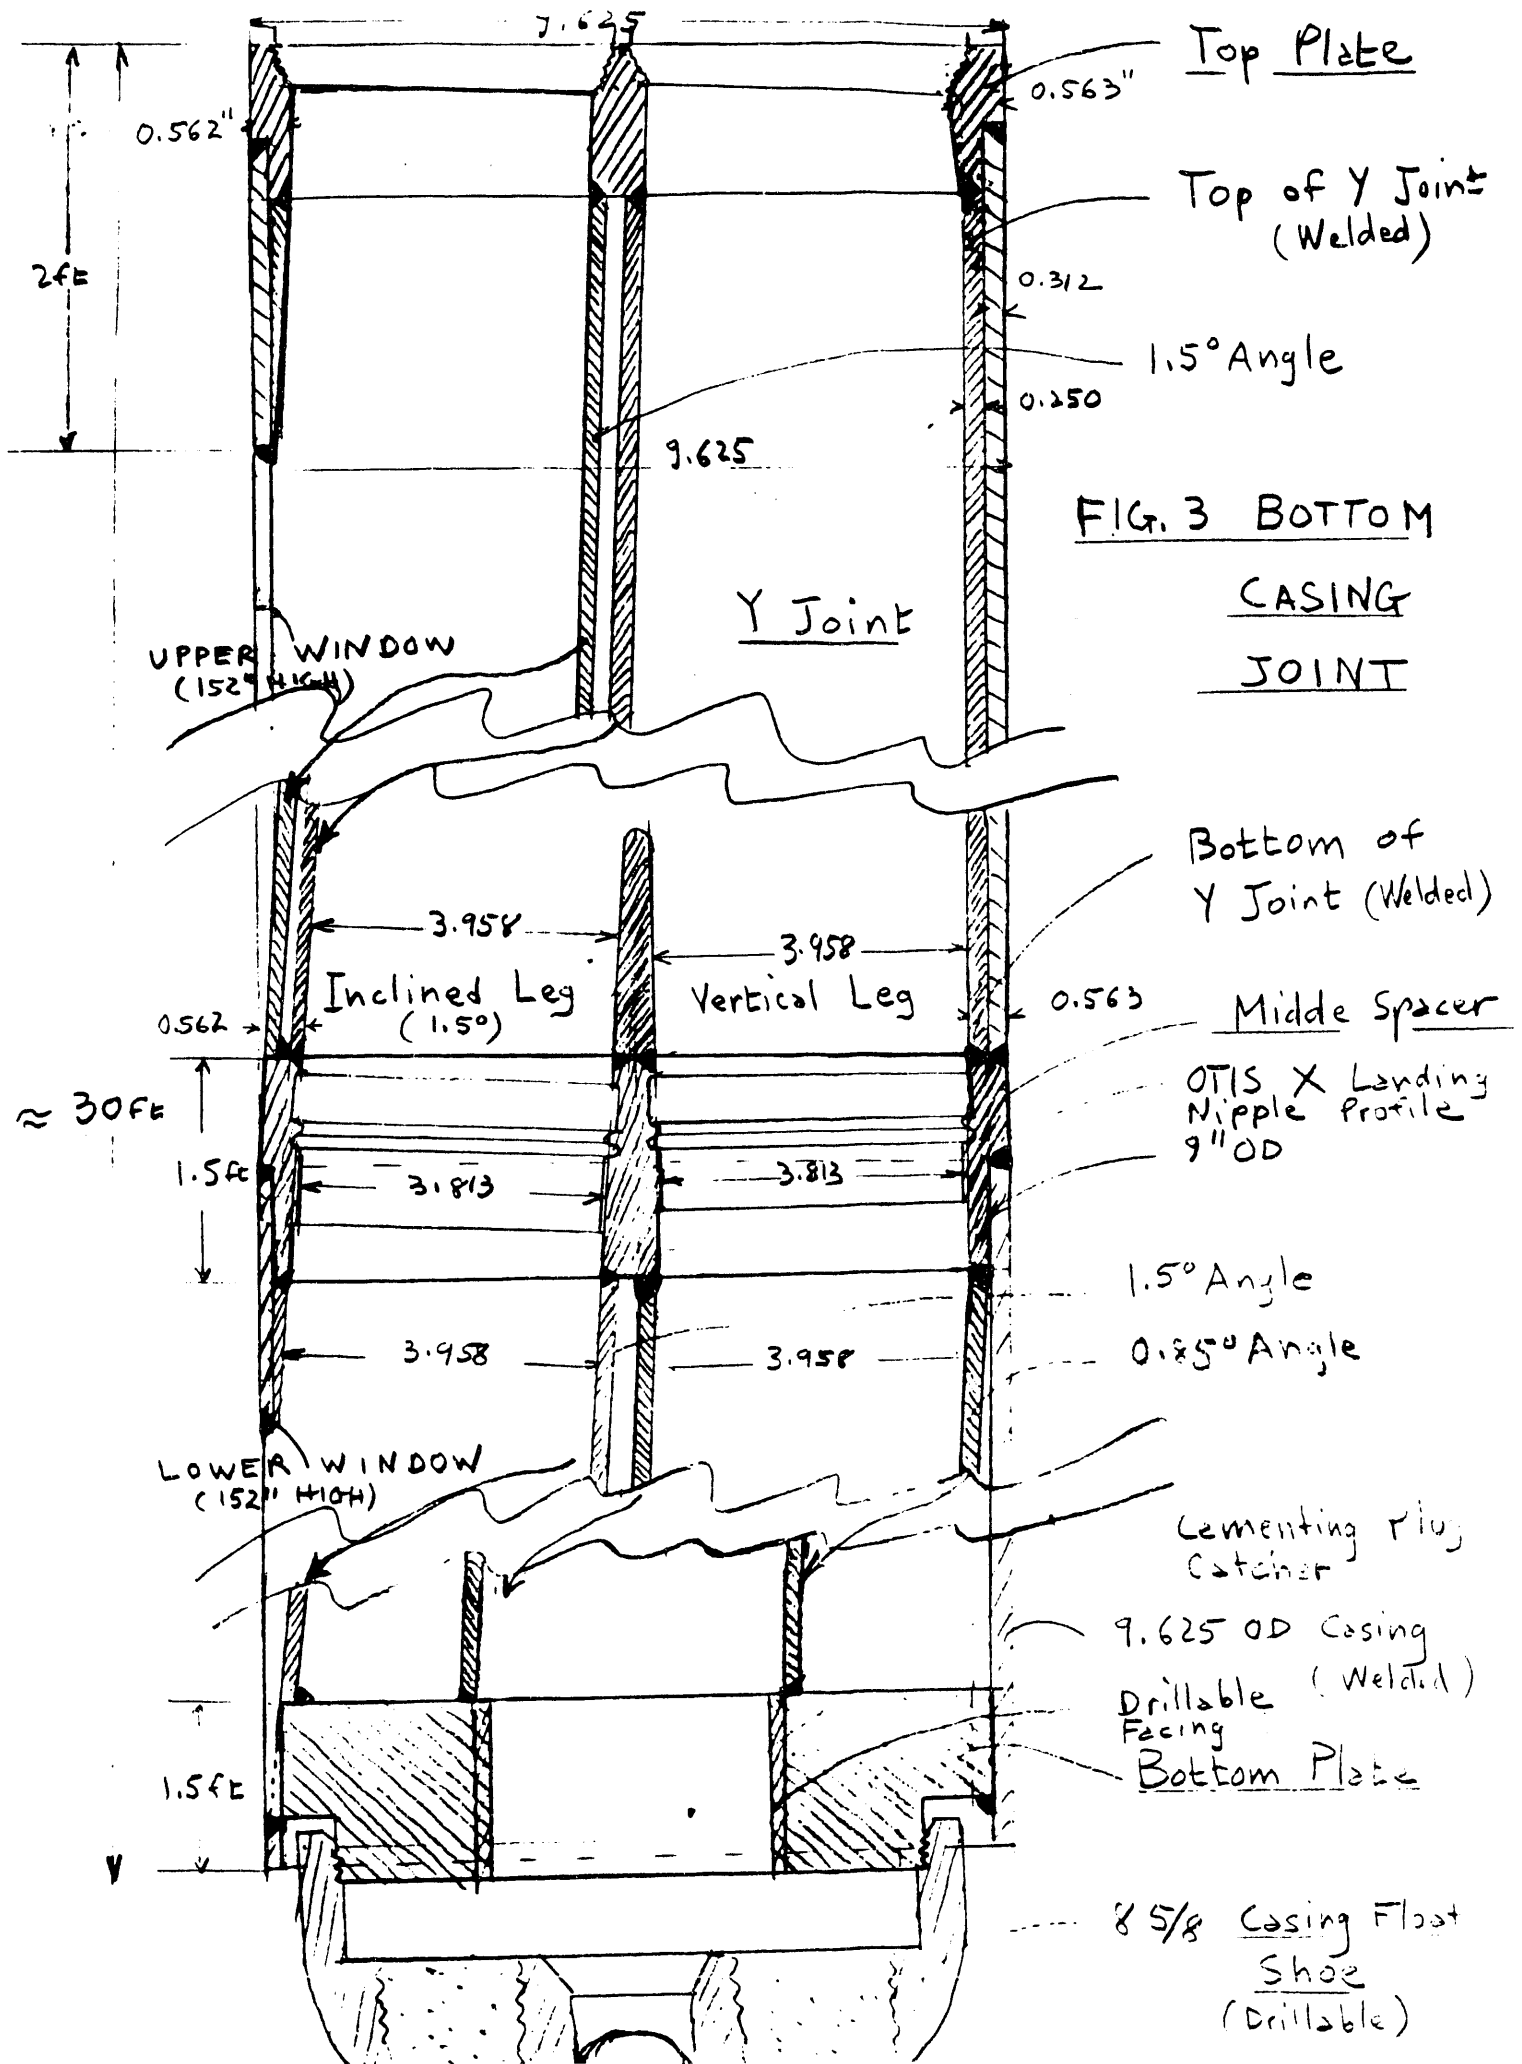 9.625
Top Plate
0.563"
0.562"
Top of Y Joint
(Welded)
2ft
0.312
1.5° Angle
0.250
9.625
FIG. 3 BOTTOM
CASING
JOINT
Y Joint
UPPER WINDOW
(152" HIGH)
Bottom of
Y Joint (Welded)
3.958
3.958
Inclined Leg
(1.5°)
Vertical Leg
0.562
0.563
Midde Spacer
OTIS X Landing
Nipple Profile
9" OD
≈ 30ft
1.5ft
3.813
3.813
1.5° Angle
0.85° Angle
3.958
3.958
LOWER WINDOW
(152" HIGH)
Cementing Plug
Catcher
9.625 OD Casing
(Welded)
Drillable
Facing
Bottom Plate
1.5ft
8 5/8 Casing Float
Shoe
(Drillable)